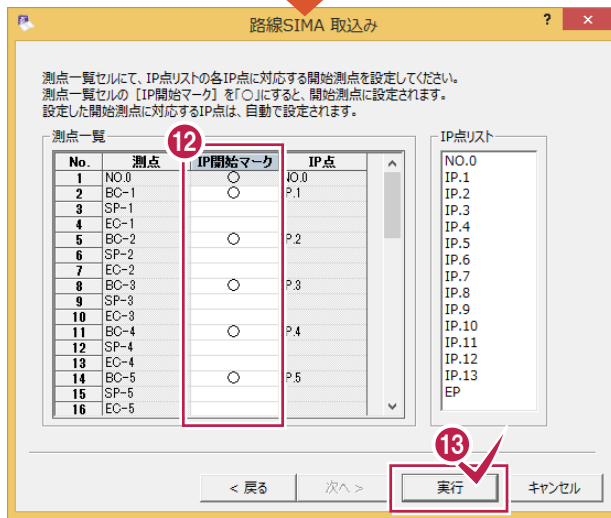 路線SIMA 取込み
? ×
測点一覧セルにて、IP点リストの各IP点に対応する開始測点を設定してください。
測点一覧セルの［IP開始マーク］を「○」にすると、開始測点に設定されます。
設定した開始測点に対応するIP点は、自動で設定されます。
測点一覧
12
No. 測点 IP開始マーク IP点
1 NO.0 ○ NO.0
2 BC-1 ○ IP.1
3 SP-1
4 EC-1
5 BC-2 ○ IP.2
6 SP-2
7 EC-2
8 BC-3 ○ IP.3
9 SP-3
10 EC-3
11 BC-4 ○ IP.4
12 SP-4
13 EC-4
14 BC-5 ○ IP.5
15 SP-5
16 EC-5
IP点リスト
NO.0
IP.1
IP.2
IP.3
IP.4
IP.5
IP.6
IP.7
IP.8
IP.9
IP.10
IP.11
IP.12
IP.13
EP
13
< 戻る 次へ > 実行 キャンセル